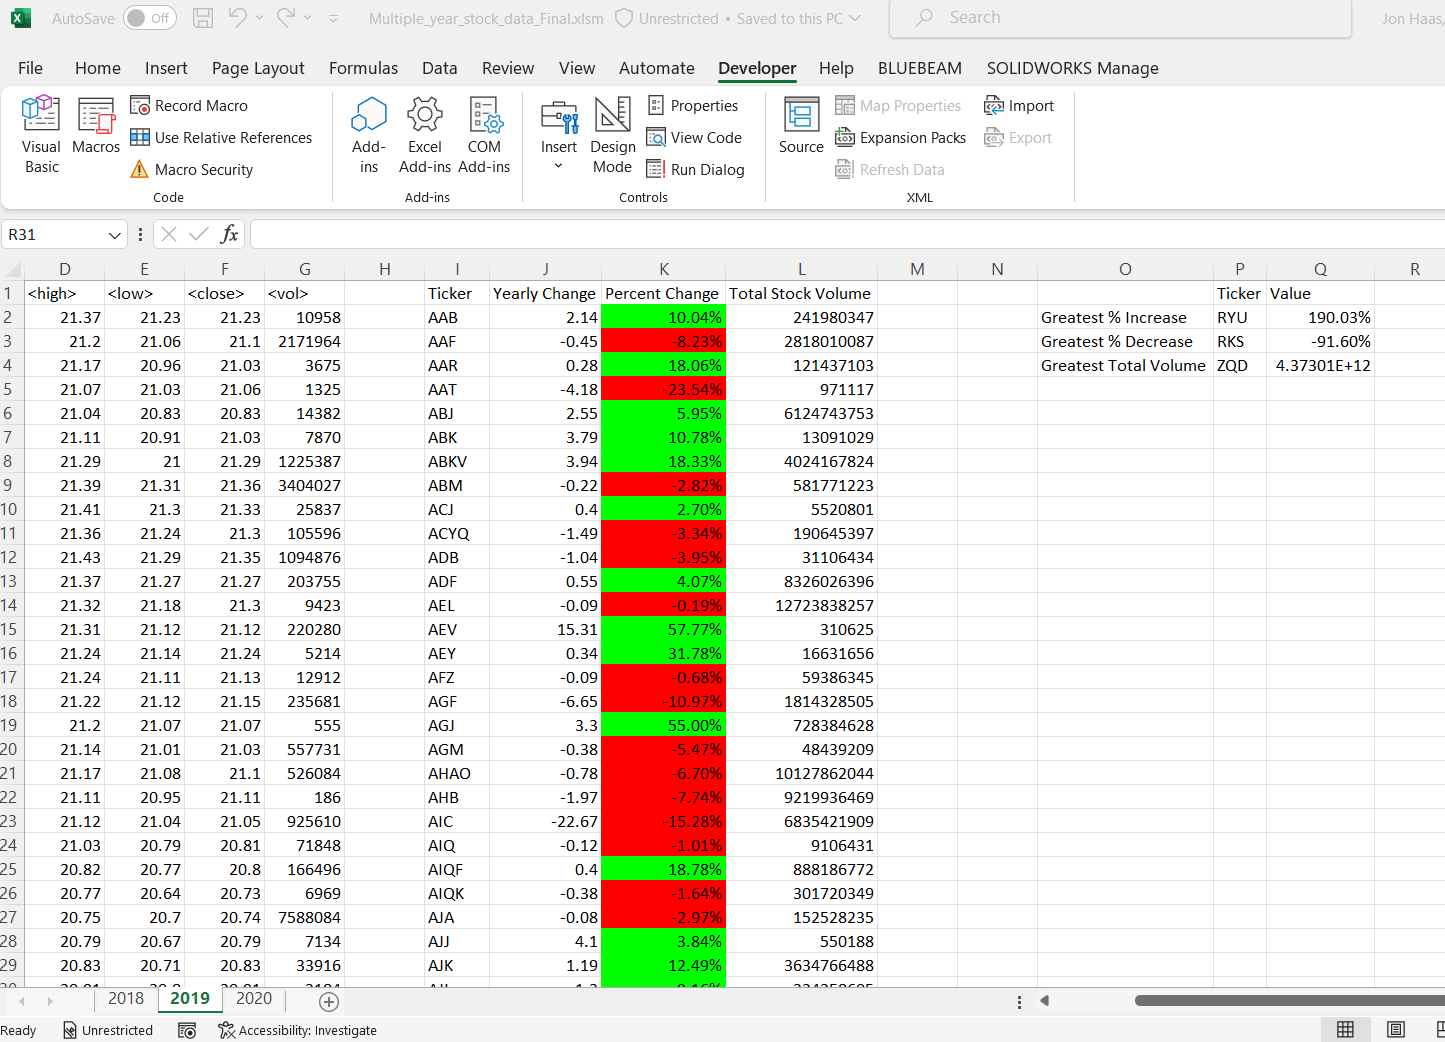 AutoSave Off Multiple_year_stock_data_Final.xlsm Unrestricted • Saved to this PC Search Jon Haas,
File Home Insert Page Layout Formulas Data Review View Automate Developer Help BLUEBEAM SOLIDWORKS Manage
Visual Basic Macros Record Macro Use Relative References Macro Security Code
Add-ins Excel Add-ins COM Add-ins Add-ins
Insert Design Mode Properties View Code Run Dialog Controls
Source Map Properties Expansion Packs Refresh Data Import Export XML
R31 fx
D E F G H I J K L M N O P Q R
1 <high> <low> <close> <vol> Ticker Yearly Change Percent Change Total Stock Volume Ticker Value
2 21.37 21.23 21.23 10958 AAB 2.14 10.04% 241980347 Greatest % Increase RYU 190.03%
3 21.2 21.06 21.1 2171964 AAF -0.45 -8.23% 2818010087 Greatest % Decrease RKS -91.60%
4 21.17 20.96 21.03 3675 AAR 0.28 18.06% 121437103 Greatest Total Volume ZQD 4.37301E+12
5 21.07 21.03 21.06 1325 AAT -4.18 -23.54% 971117
6 21.04 20.83 20.83 14382 ABJ 2.55 5.95% 6124743753
7 21.11 20.91 21.03 7870 ABK 3.79 10.78% 13091029
8 21.29 21 21.29 1225387 ABKV 3.94 18.33% 4024167824
9 21.39 21.31 21.36 3404027 ABM -0.22 -2.82% 581771223
10 21.41 21.3 21.33 25837 ACJ 0.4 2.70% 5520801
11 21.36 21.24 21.3 105596 ACYQ -1.49 -3.34% 190645397
12 21.43 21.29 21.35 1094876 ADB -1.04 -3.95% 31106434
13 21.37 21.27 21.27 203755 ADF 0.55 4.07% 8326026396
14 21.32 21.18 21.3 9423 AEL -0.09 -0.19% 12723838257
15 21.31 21.12 21.12 220280 AEV 15.31 57.77% 310625
16 21.24 21.14 21.24 5214 AEY 0.34 31.78% 16631656
17 21.24 21.11 21.13 12912 AFZ -0.09 -0.68% 59386345
18 21.22 21.12 21.15 235681 AGF -6.65 -10.97% 1814328505
19 21.2 21.07 21.07 555 AGJ 3.3 55.00% 728384628
20 21.14 21.01 21.03 557731 AGM -0.38 -5.47% 48439209
21 21.17 21.08 21.1 526084 AHAO -0.78 -6.70% 10127862044
22 21.11 20.95 21.11 186 AHB -1.97 -7.74% 9219936469
23 21.12 21.04 21.05 925610 AIC -22.67 -15.28% 6835421909
24 21.03 20.79 20.81 71848 AIQ -0.12 -1.01% 9106431
25 20.82 20.77 20.8 166496 AIQF 0.4 18.78% 888186772
26 20.77 20.64 20.73 6969 AIQK -0.38 -1.64% 301720349
27 20.75 20.7 20.74 7588084 AJA -0.08 -2.97% 152528235
28 20.79 20.67 20.79 7134 AJJ 4.1 3.84% 550188
29 20.83 20.71 20.83 33916 AJK 1.19 12.49% 3634766488
2018 2019 2020
Ready Unrestricted Accessibility: Investigate